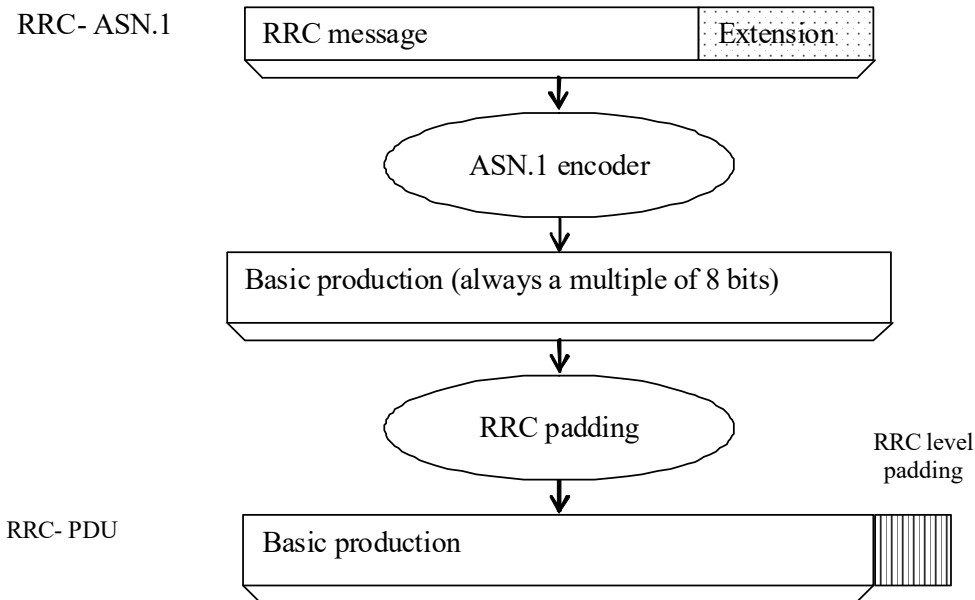 RRC- ASN.1
RRC message
Extension
ASN.1 encoder
Basic production (always a multiple of 8 bits)
RRC padding
RRC level
padding
RRC- PDU
Basic production